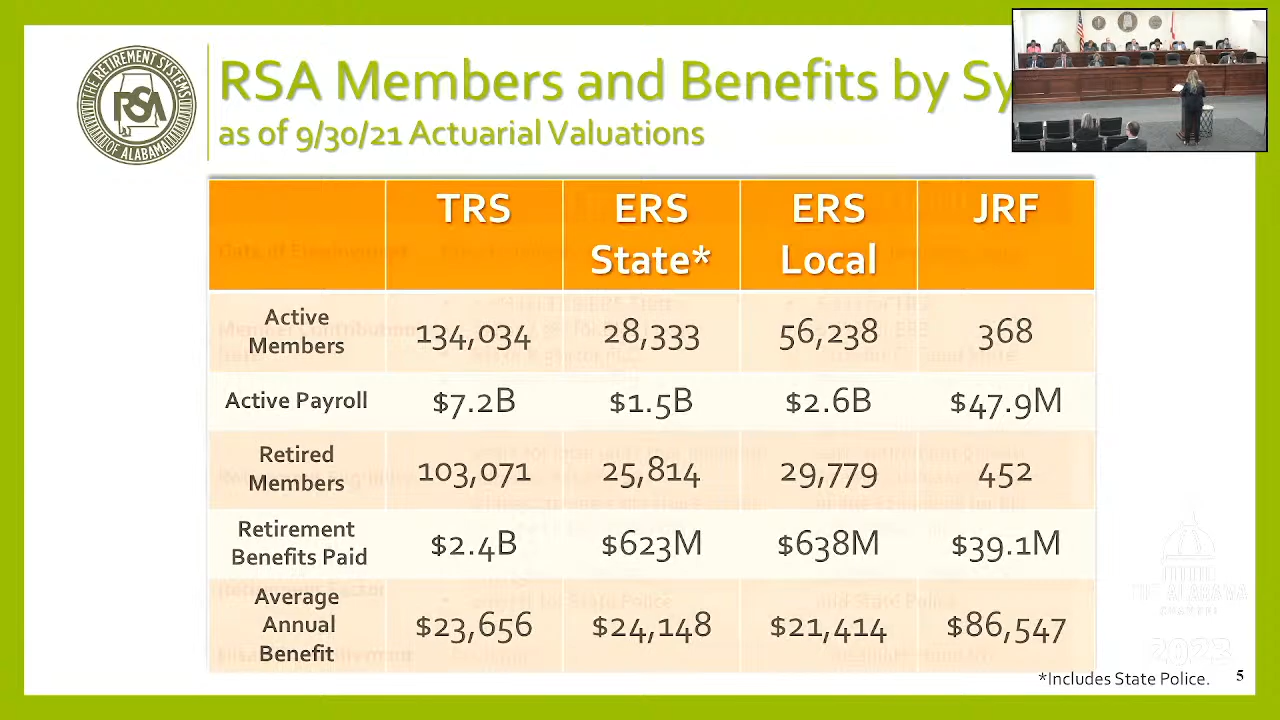 THE RETIREMENT SYSTEMS
RSA
OF ALABAMA
RSA Members and Benefits by Sy
as of 9/30/21 Actuarial Valuations
TRS ERS State* ERS Local JRF
Active Members 134,034 28,333 56,238 368
Active Payroll $7.2B $1.5B $2.6B $47.9M
Retired Members 103,071 25,814 29,779 452
Retirement Benefits Paid $2.4B $623M $638M $39.1M
Average Annual Benefit $23,656 $24,148 $21,414 $86,547
THE ALABAMA
CHANNEL
2023
*Includes State Police. 5